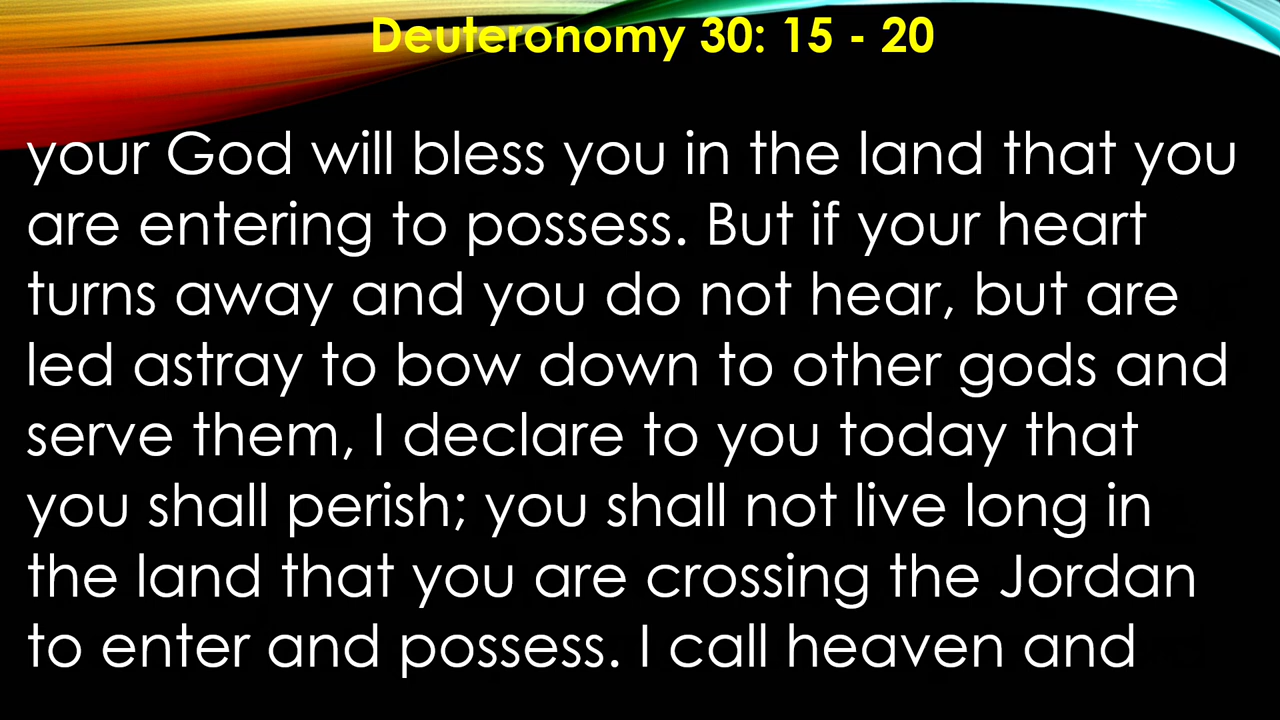 Deuteronomy 30: 15 - 20
your God will bless you in the land that you
are entering to possess. But if your heart
turns away and you do not hear, but are
led astray to bow down to other gods and
serve them, I declare to you today that
you shall perish; you shall not live long in
the land that you are crossing the Jordan
to enter and possess. I call heaven and